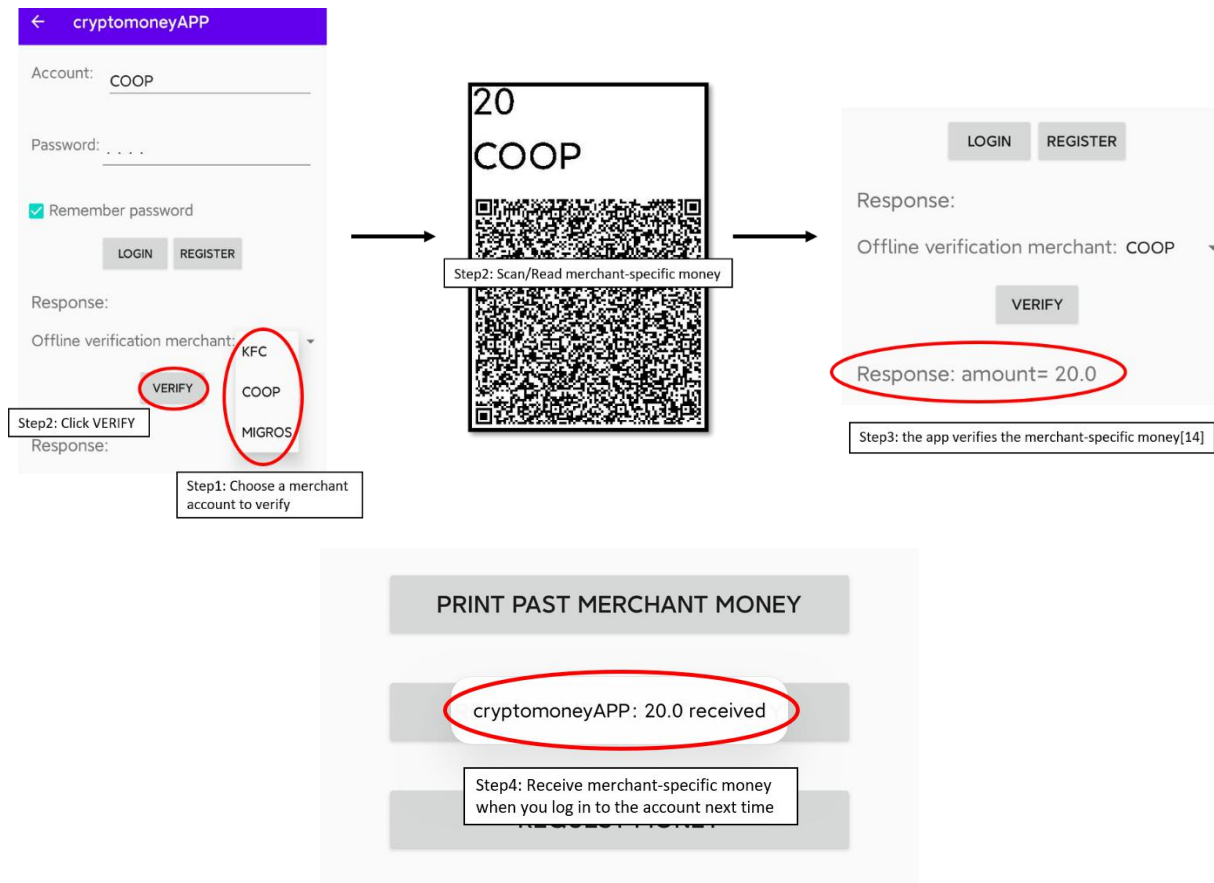 ← cryptomoneyAPP
Account: COOP
Password: . . . .
Remember password
LOGIN REGISTER
Response:
Offline verification merchant:
KFC
COOP
MIGROS
VERIFY
Step2: Click VERIFY
Response:
Step1: Choose a merchant
account to verify
20
COOP
Step2: Scan/Read merchant-specific money
LOGIN REGISTER
Response:
Offline verification merchant: COOP
VERIFY
Response: amount= 20.0
Step3: the app verifies the merchant-specific money[14]
PRINT PAST MERCHANT MONEY
cryptomoneyAPP: 20.0 received
Step4: Receive merchant-specific money
when you log in to the account next time
REQUEST MONEY